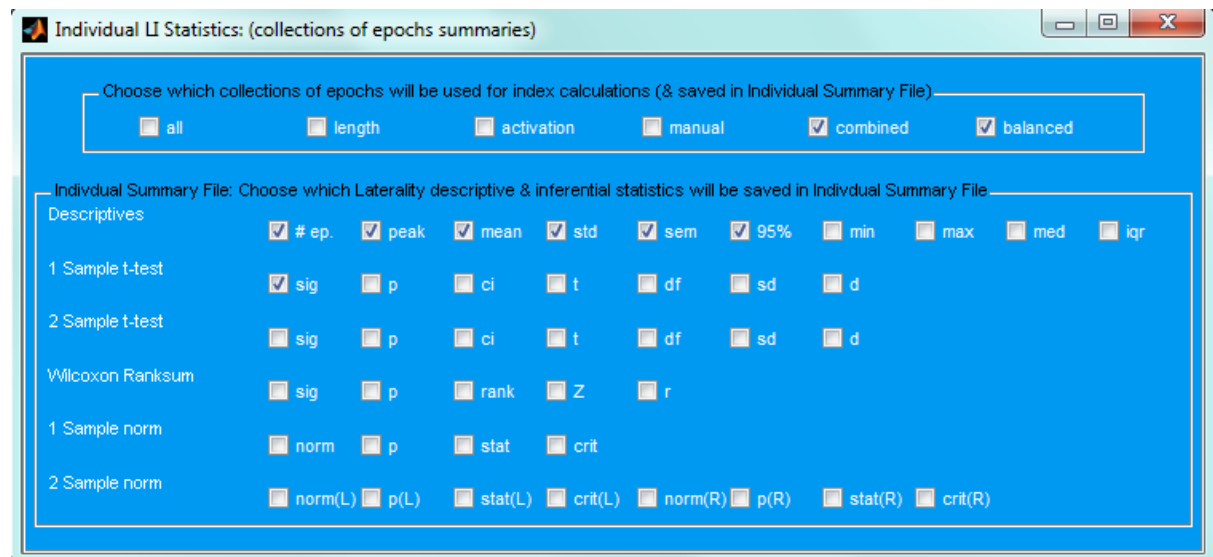 Individual LI Statistics: (collections of epochs summaries)
Choose which collections of epochs will be used for index calculations (& saved in Individual Summary File)
all length activation manual combined balanced
Indivdual Summary File: Choose which Laterality descriptive & inferential statistics will be saved in Indivdual Summary File
Descriptives
# ep. peak mean std sem 95% min max med iqr
1 Sample t-test
sig p ci t df sd d
2 Sample t-test
sig p ci t df sd d
Wilcoxon Ranksum
sig p rank Z r
1 Sample norm
norm p stat crit
2 Sample norm
norm(L) p(L) stat(L) crit(L) norm(R) p(R) stat(R) crit(R)